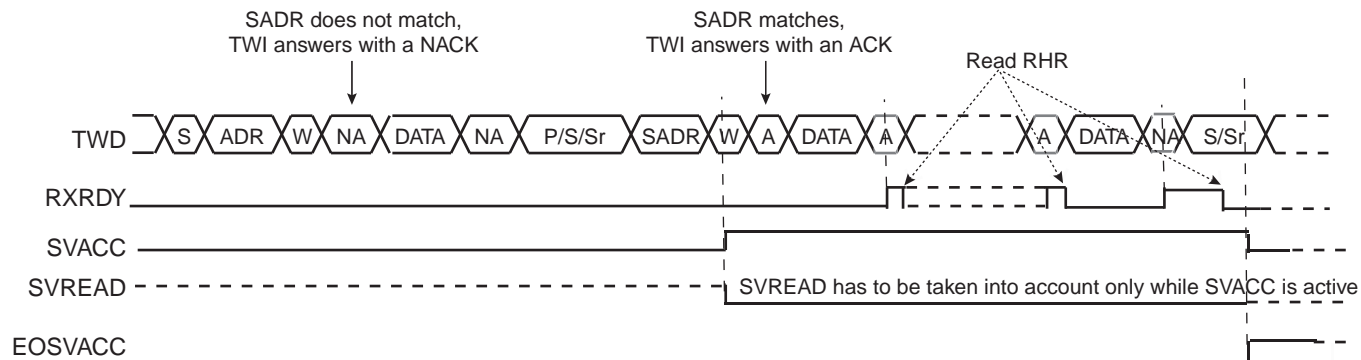 SADR does not match,
TWI answers with a NACK
SADR matches,
TWI answers with an ACK
Read RHR
TWD S ADR W NA DATA NA P/S/Sr SADR W A DATA A A DATA NA S/Sr
RXRDY
SVACC
SVREAD SVREAD has to be taken into account only while SVACC is active
EOSVACC